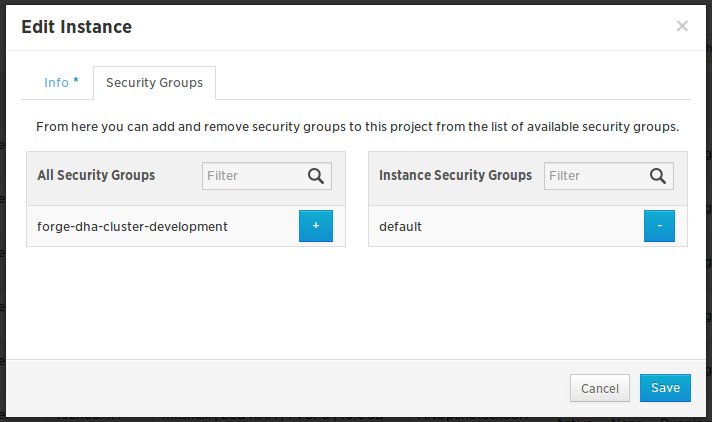 Edit Instance ×
Info * Security Groups
From here you can add and remove security groups to this project from the list of available security groups.
All Security Groups Filter Instance Security Groups Filter
forge-dha-cluster-development + default -
Cancel Save